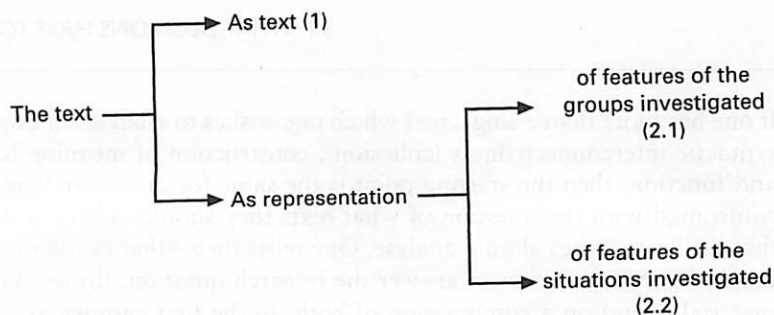 As text (1)
The text
of features of the
groups investigated
(2.1)
As representation
of features of the
situations investigated
(2.2)